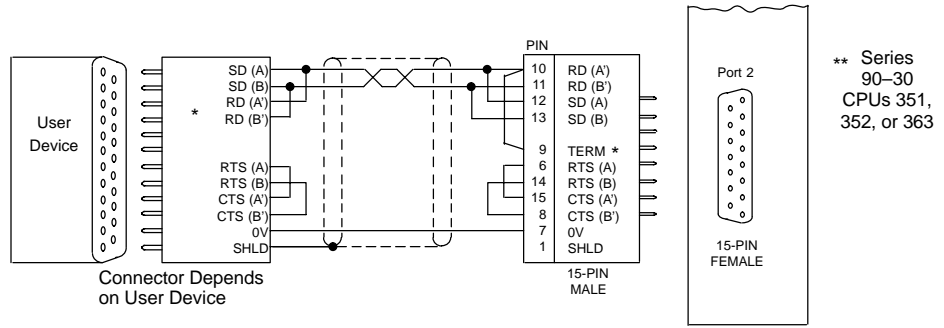 User
Device
*
SD (A)
SD (B)
RD (A')
RD (B')
RTS (A)
RTS (B)
CTS (A')
CTS (B')
0V
SHLD
Connector Depends
on User Device
PIN
10 RD (A')
11 RD (B')
12 SD (A)
13 SD (B)
9 TERM *
6 RTS (A)
14 RTS (B)
15 CTS (A')
8 CTS (B')
7 0V
1 SHLD
15-PIN
MALE
Port 2
15-PIN
FEMALE
** Series
90–30
CPUs 351,
352, or 363